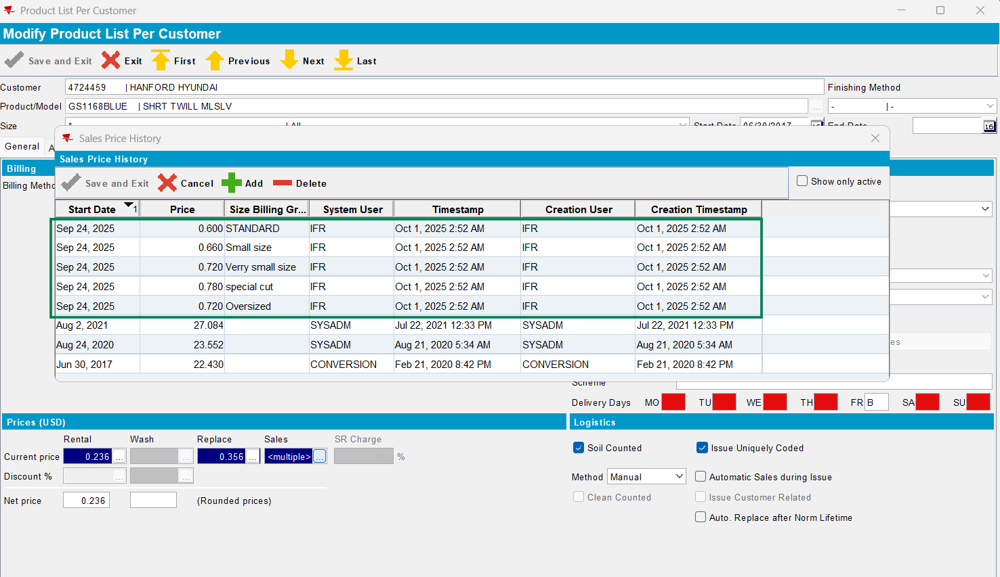 Product List Per Customer
Modify Product List Per Customer
Save and Exit Exit First Previous Next Last
Customer 4724459 | HANFORD HYUNDAI Finishing Method
Product/Model GS1168BLUE | SHRT TWILL MLSLV ... - | -
Size * | All Start Date 06/30/2017 16 End Date 16
General A
Sales Price History
Sales Price History
Billing
Billing Metho
Save and Exit Cancel Add Delete Show only active
Start Date 1 Price Size Billing Gr... System User Timestamp Creation User Creation Timestamp
Sep 24, 2025 0.600 STANDARD IFR Oct 1, 2025 2:52 AM IFR Oct 1, 2025 2:52 AM
Sep 24, 2025 0.660 Small size IFR Oct 1, 2025 2:52 AM IFR Oct 1, 2025 2:52 AM
Sep 24, 2025 0.720 Verry small size IFR Oct 1, 2025 2:52 AM IFR Oct 1, 2025 2:52 AM
Sep 24, 2025 0.780 special cut IFR Oct 1, 2025 2:52 AM IFR Oct 1, 2025 2:52 AM
Sep 24, 2025 0.720 Oversized IFR Oct 1, 2025 2:52 AM IFR Oct 1, 2025 2:52 AM
Aug 2, 2021 27.084 SYSADM Jul 22, 2021 12:33 PM SYSADM Jul 22, 2021 12:33 PM
Aug 24, 2020 23.552 SYSADM Aug 21, 2020 5:34 AM SYSADM Aug 21, 2020 5:34 AM
Jun 30, 2017 22.430 CONVERSION Feb 21, 2020 8:42 PM CONVERSION Feb 21, 2020 8:42 PM
es
Scheme
Delivery Days MO TU WE TH FR B SA SU
Prices (USD)
Rental Wash Replace Sales SR Charge
Current price 0.236 ... ... 0.356 ... <multiple> ... %
Discount % ... ...
Net price 0.236 (Rounded prices)
Logistics
Soil Counted Issue Uniquely Coded
Method Manual Automatic Sales during Issue
Clean Counted Issue Customer Related
Auto. Replace after Norm Lifetime